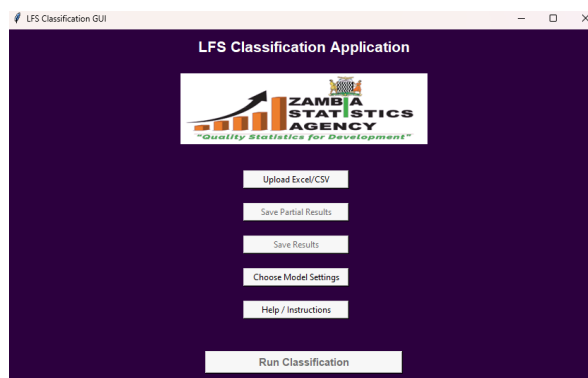 LFS Classification GUI
LFS Classification Application
ZAMBIA
STATISTICS
AGENCY
"Quality Statistics for Development"
Upload Excel/CSV
Save Partial Results
Save Results
Choose Model Settings
Help / Instructions
Run Classification